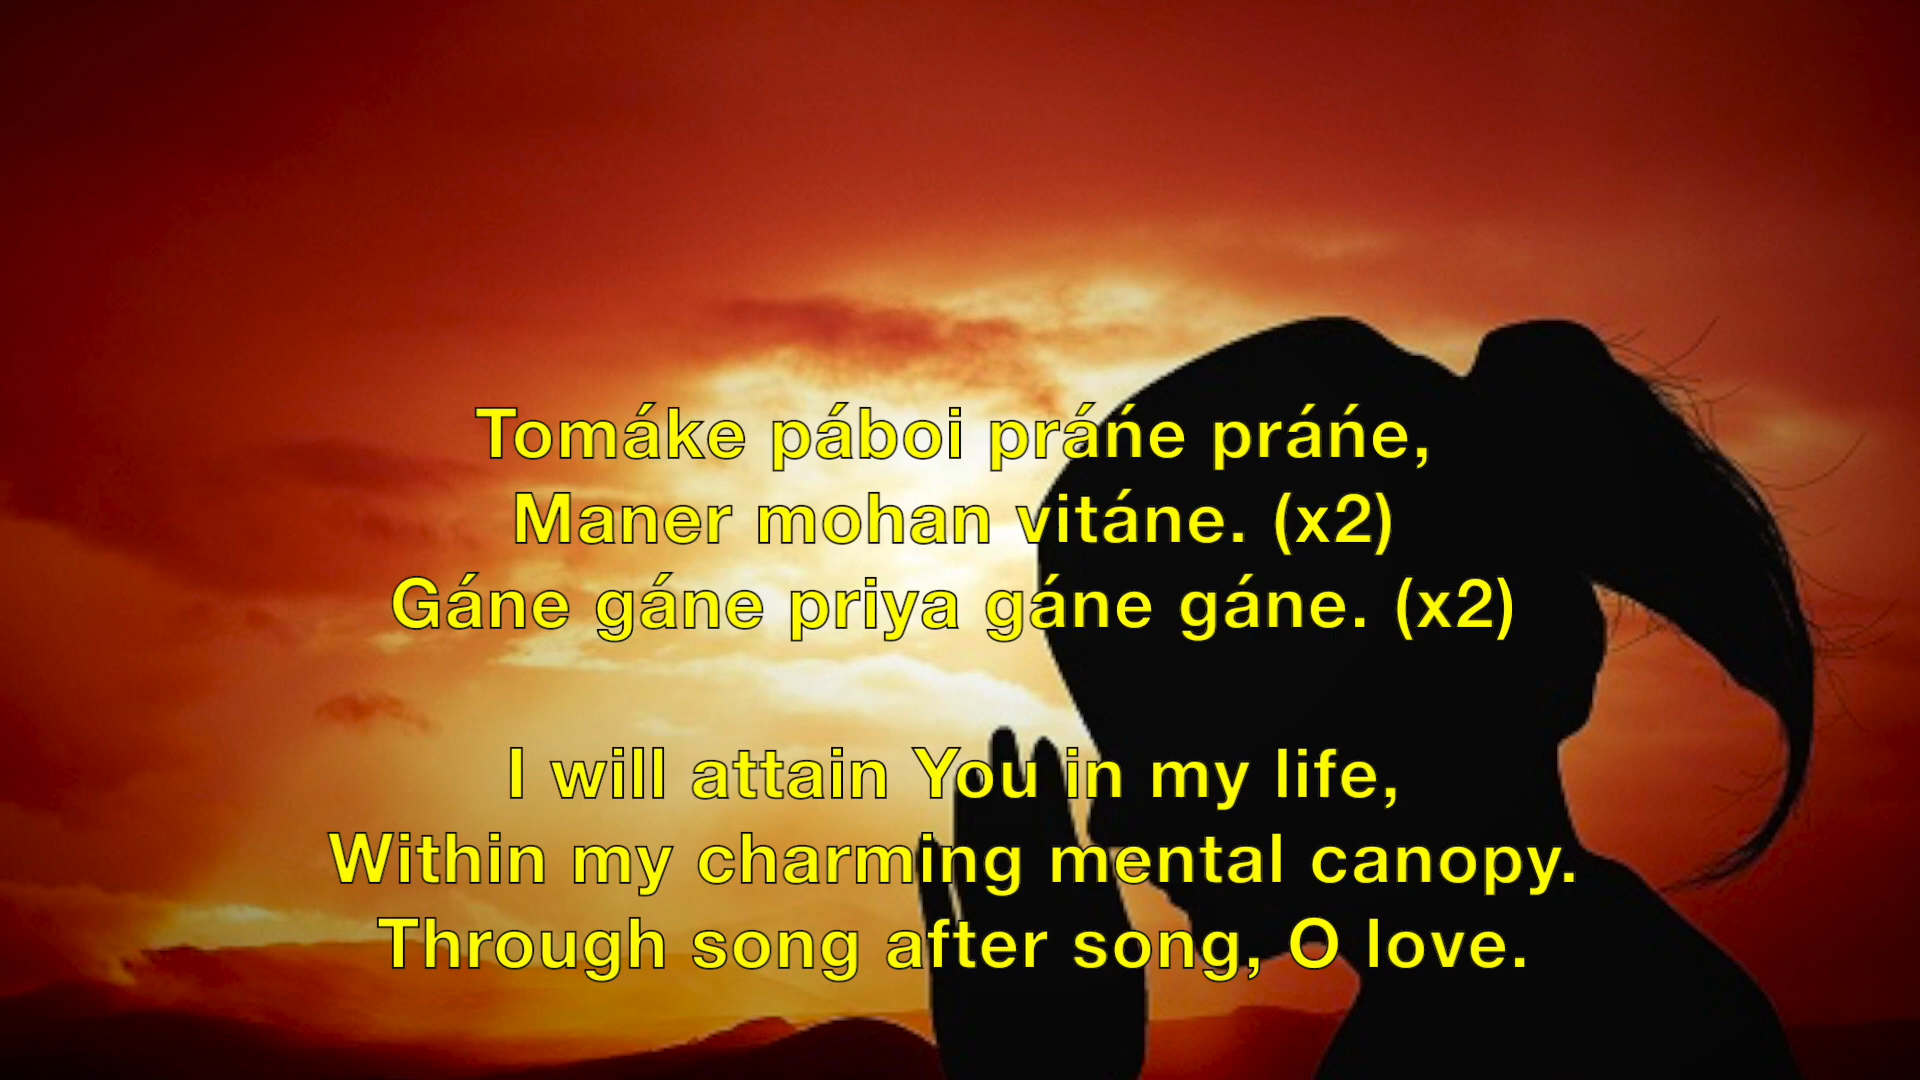 Tomáke páboi práńe práńe,
Maner mohan vitáne. (x2)
Gáne gáne priya gáne gáne. (x2)
I will attain You in my life,
Within my charming mental canopy.
Through song after song, O love.